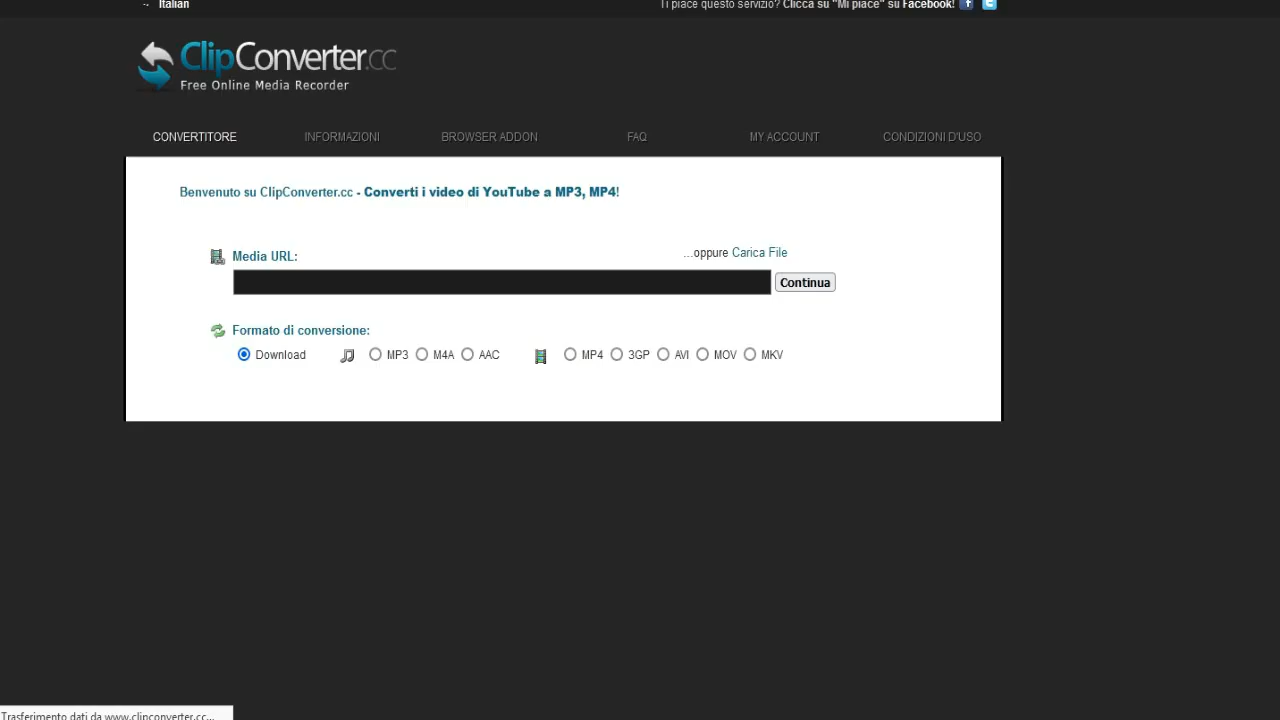 Italian
Ti piace questo servizio? Clicca su "Mi piace" su Facebook!
ClipConverter.cc
Free Online Media Recorder
CONVERTITORE INFORMAZIONI BROWSER ADDON FAQ MY ACCOUNT CONDIZIONI D'USO
Benvenuto su ClipConverter.cc - Converti i video di YouTube a MP3, MP4!
Media URL: ...oppure Carica File
Continua
Formato di conversione:
Download MP3 M4A AAC MP4 3GP AVI MOV MKV
Trasferimento dati da www.clipconverter.cc...